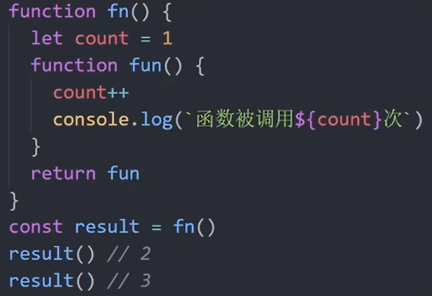 function fn() {
  let count = 1
  function fun() {
    count++
    console.log(`函数被调用${count}次`)
  }
  return fun
}
const result = fn()
result() // 2
result() // 3